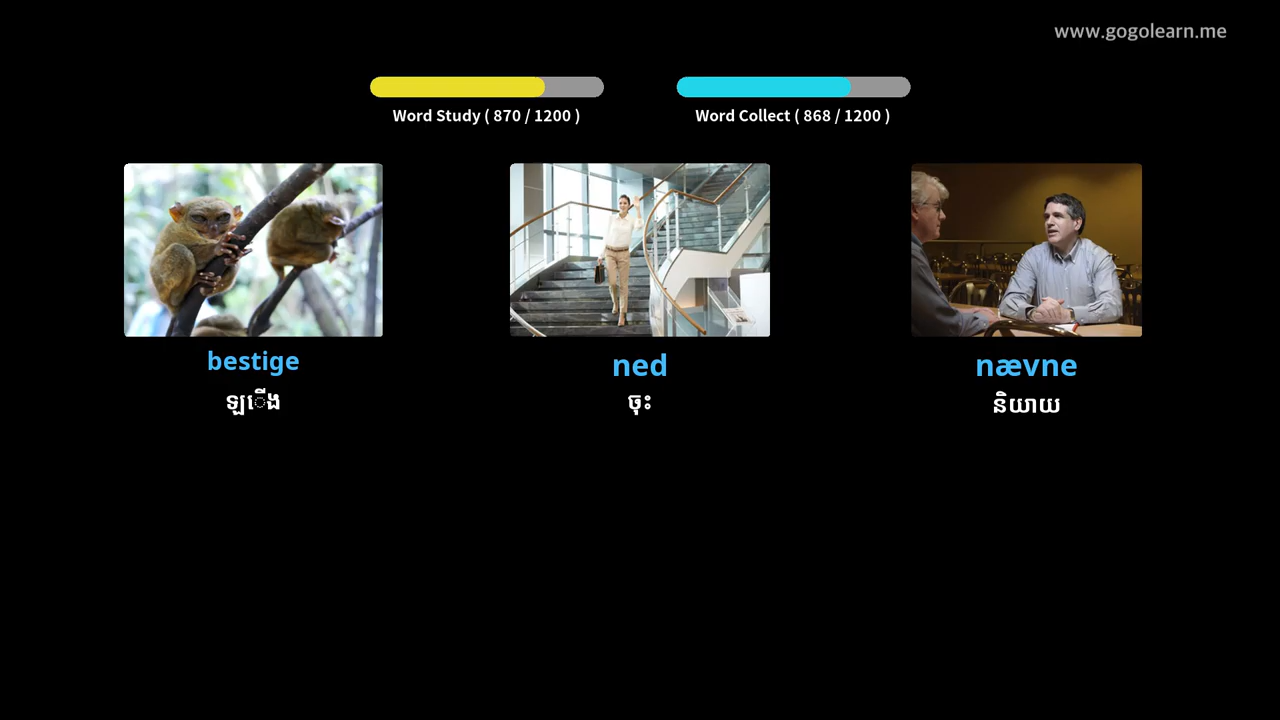 www.gogolearn.me
Word Study ( 870 / 1200 )
Word Collect ( 868 / 1200 )
bestige
ned
nævne
ឡេីង
ចុះ
និយាយ